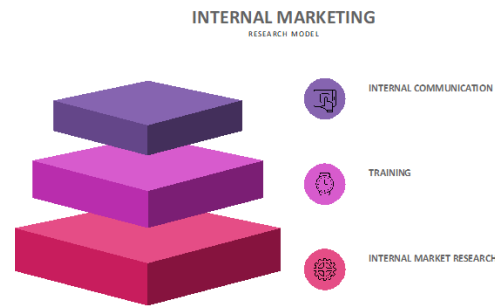 INTERNAL MARKETING
RESEARCH MODEL
INTERNAL COMMUNICATION
TRAINING
INTERNAL MARKET RESEARCH